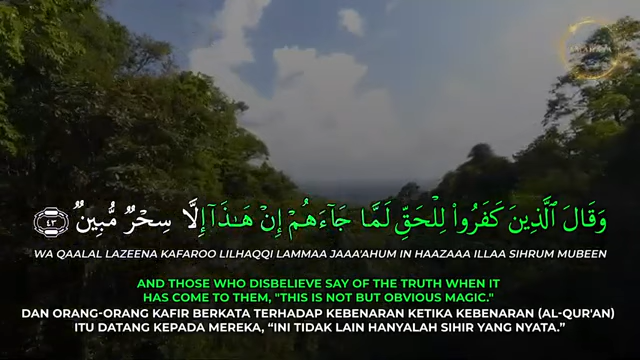 وَقَالَ ٱلَّذِينَ كَفَرُوا۟ لِلْحَقِّ لَمَّا جَآءَهُمْ إِنْ هَـٰذَآ إِلَّا سِحْرٌ مُّبِينٌ ٤٣
WA QAALAL LAZEENA KAFAROO LILHAQQI LAMMAA JAAA'AHUM IN HAAZAAA ILLAA SIHRUM MUBEEN
AND THOSE WHO DISBELIEVE SAY OF THE TRUTH WHEN IT
HAS COME TO THEM, "THIS IS NOT BUT OBVIOUS MAGIC."
DAN ORANG-ORANG KAFIR BERKATA TERHADAP KEBENARAN KETIKA KEBENARAN (AL-QUR'AN)
ITU DATANG KEPADA MEREKA, “INI TIDAK LAIN HANYALAH SIHIR YANG NYATA.”